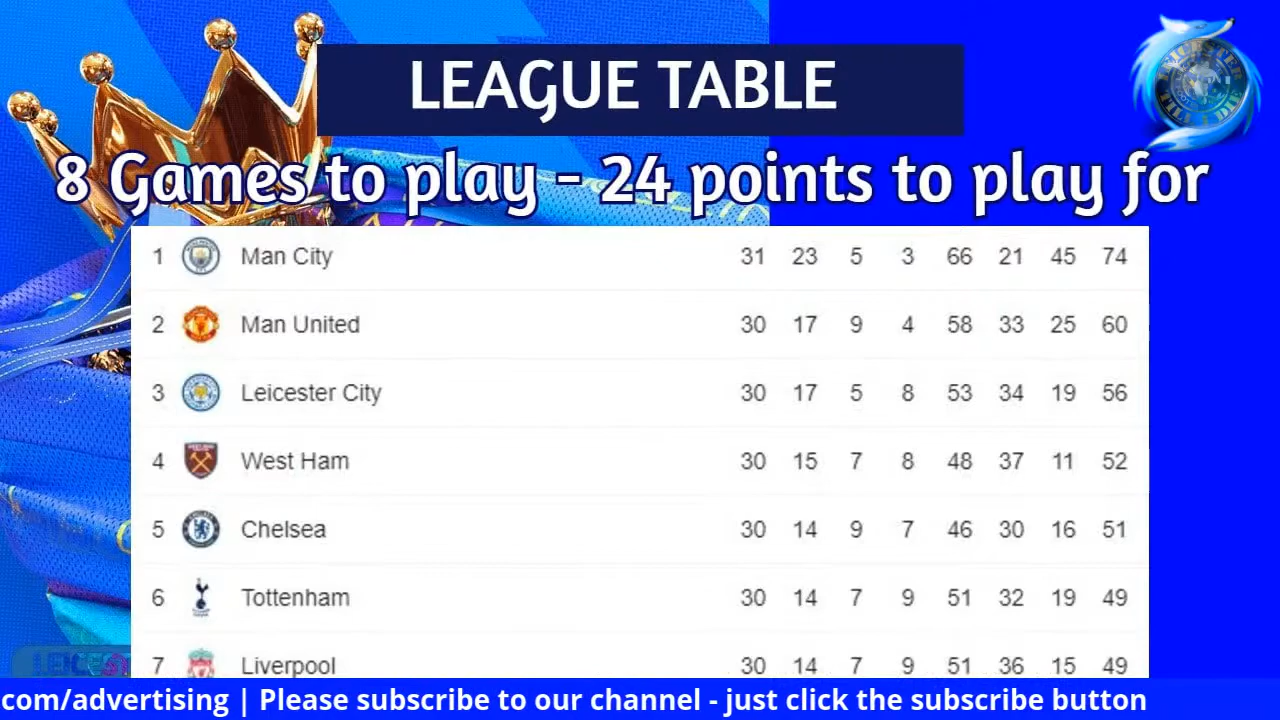 LEAGUE TABLE
8 Games to play - 24 points to play for
1 Man City 31 23 5 3 66 21 45 74
2 Man United 30 17 9 4 58 33 25 60
3 Leicester City 30 17 5 8 53 34 19 56
4 West Ham 30 15 7 8 48 37 11 52
5 Chelsea 30 14 9 7 46 30 16 51
6 Tottenham 30 14 7 9 51 32 19 49
7 Liverpool 30 14 7 9 51 36 15 49
com/advertising | Please subscribe to our channel - just click the subscribe button